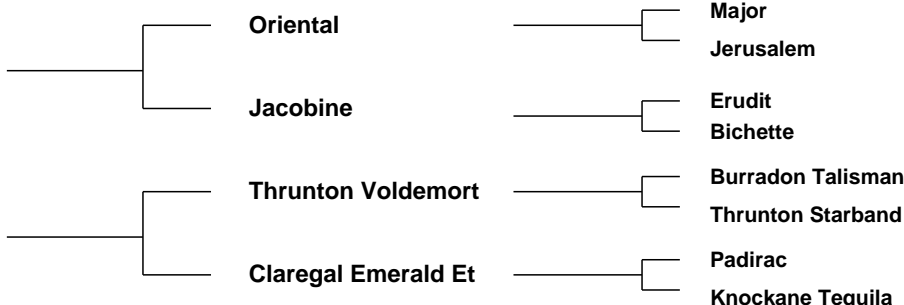 Major
Oriental
Jerusalem
Erudit
Jacobine
Bichette
Burradon Talisman
Thrunton Voldemort
Thrunton Starband
Padirac
Claregal Emerald Et
Knockane Tequila